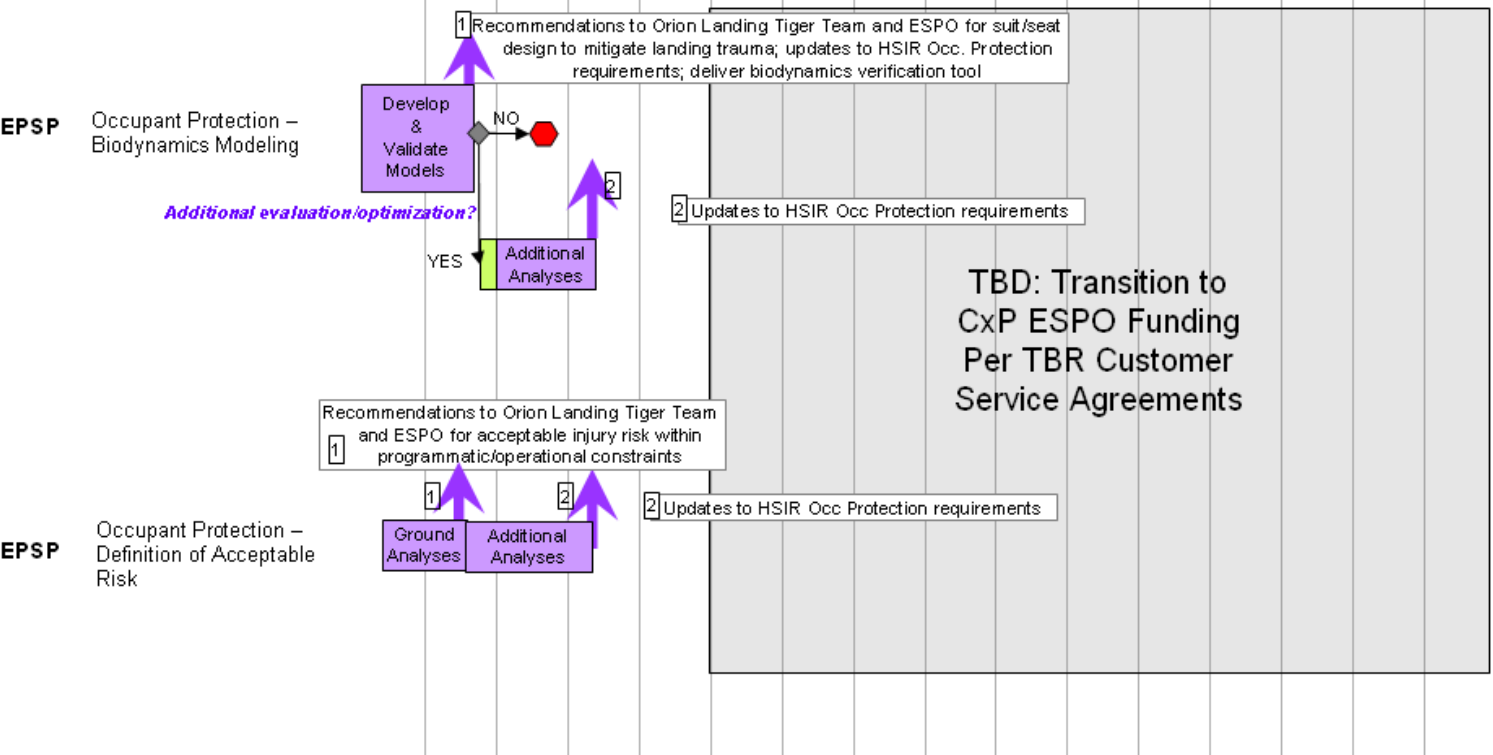 1 Recommendations to Orion Landing Tiger Team and ESPO for suit/seat
design to mitigate landing trauma; updates to HSIR Occ. Protection
requirements; deliver biodynamics verification tool
EPSP
Occupant Protection –
Biodynamics Modeling
Develop
&
Validate
Models
NO
2
Additional evaluation/optimization?
2 Updates to HSIR Occ Protection requirements
YES
Additional
Analyses
TBD: Transition to
CxP ESPO Funding
Per TBR Customer
Service Agreements
Recommendations to Orion Landing Tiger Team
and ESPO for acceptable injury risk within
1
programmatic/operational constraints
1
2
2 Updates to HSIR Occ Protection requirements
EPSP
Occupant Protection –
Definition of Acceptable
Risk
Ground
Analyses
Additional
Analyses